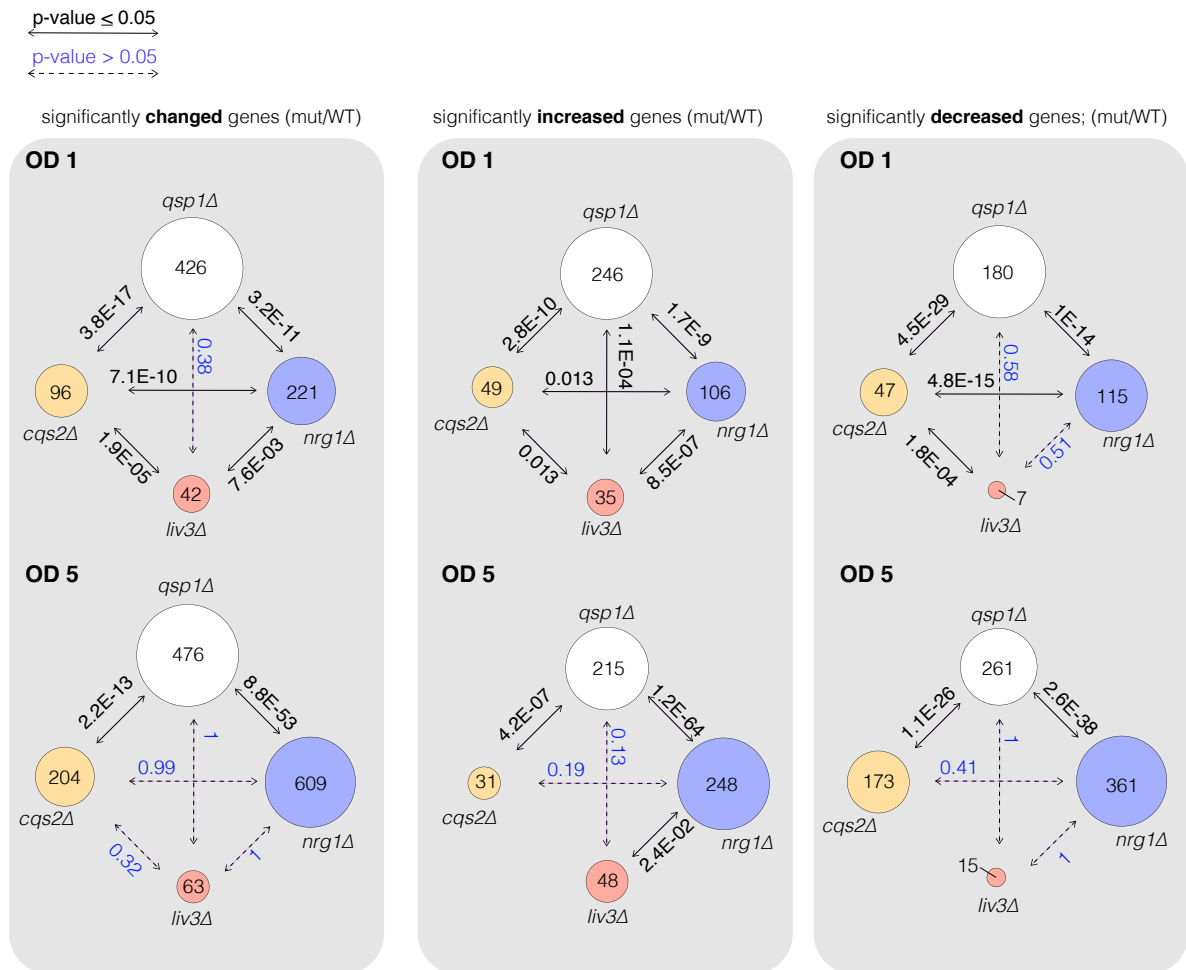 p-value ≤ 0.05
p-value > 0.05
significantly changed genes (mut/WT)
OD 1
qsp1Δ
426
3.8E-17
3.2E-11
0.38
7.1E-10
96
221
cqs2Δ
nrg1Δ
1.9E-05
7.6E-03
42
liv3Δ
OD 5
qsp1Δ
476
2.2E-13
8.8E-53
1
0.99
204
609
cqs2Δ
nrg1Δ
0.32
1
63
liv3Δ
significantly increased genes (mut/WT)
OD 1
qsp1Δ
246
2.8E-10
1.7E-9
1.1E-04
0.013
49
106
cqs2Δ
nrg1Δ
0.013
8.5E-07
35
liv3Δ
OD 5
qsp1Δ
215
4.2E-07
1.2E-64
0.13
0.19
31
248
cqs2Δ
nrg1Δ
2.4E-02
48
liv3Δ
significantly decreased genes; (mut/WT)
OD 1
qsp1Δ
180
4.5E-29
1E-14
0.58
4.8E-15
47
115
cqs2Δ
nrg1Δ
1.8E-04
0.51
7
liv3Δ
OD 5
qsp1Δ
261
1.1E-26
2.6E-38
1
0.41
173
361
cqs2Δ
nrg1Δ
1
15
liv3Δ